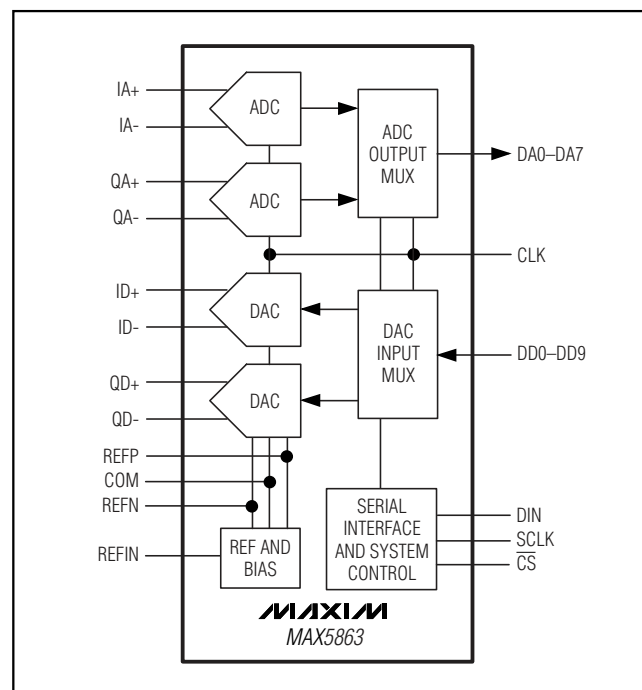 IA+
IA-
ADC
ADC
OUTPUT
MUX
DA0–DA7
QA+
QA-
ADC
CLK
ID+
ID-
DAC
DAC
INPUT
MUX
DD0–DD9
QD+
QD-
DAC
REFP
COM
REFN
REFIN
REF AND
BIAS
SERIAL
INTERFACE
AND SYSTEM
CONTROL
DIN
SCLK
C̅S̅
MAXIM
MAX5863